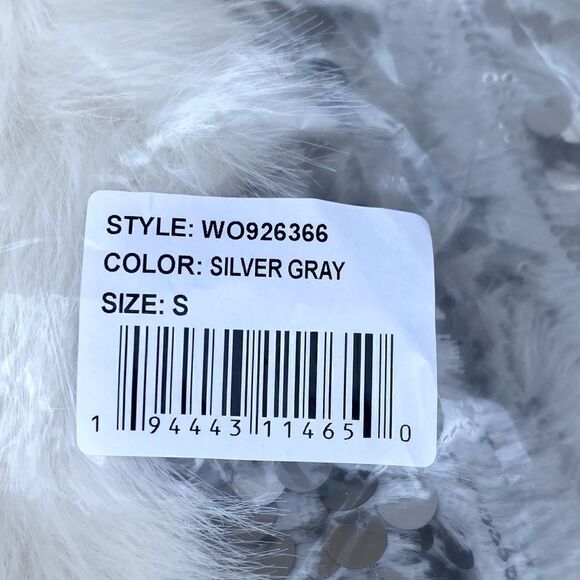 STYLE: WO926366
COLOR: SILVER GRAY
SIZE: S
1 94443 11465 0